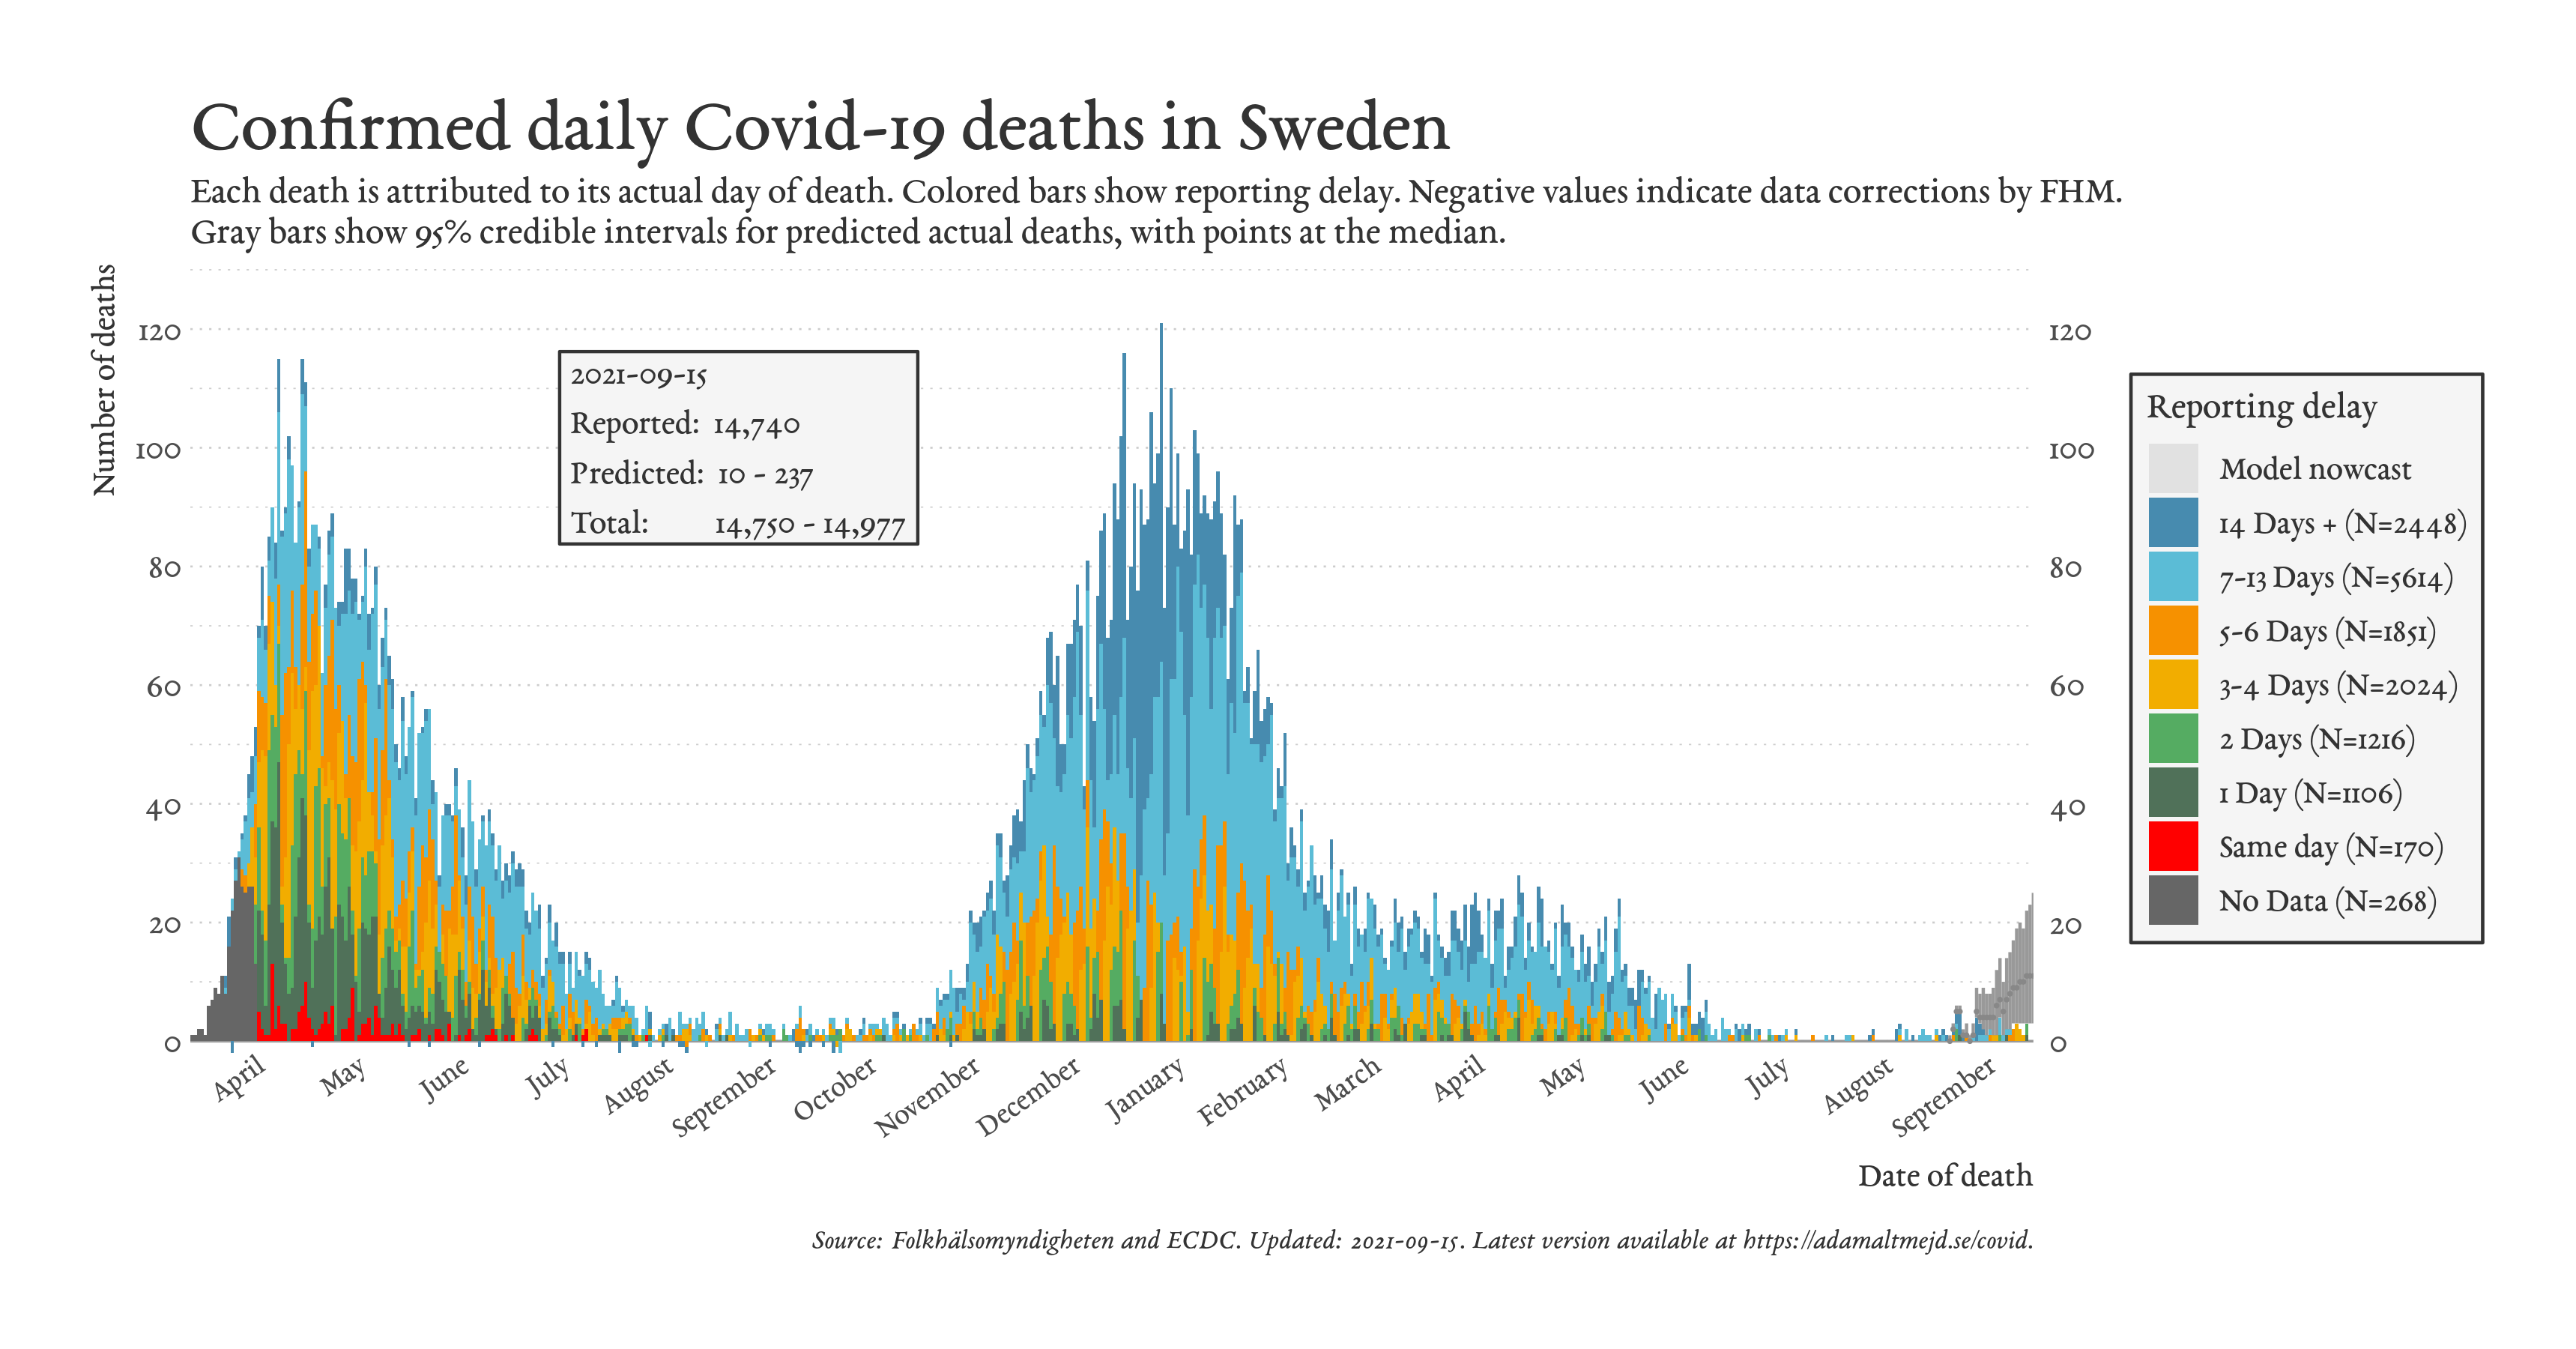 Confirmed daily Covid-19 deaths in Sweden
Each death is attributed to its actual day of death. Colored bars show reporting delay. Negative values indicate data corrections by FHM.
Gray bars show 95% credible intervals for predicted actual deaths, with points at the median.
Number of deaths
120
100
80
60
40
20
0
2021-09-15
Reported: 14,740
Predicted: 10 - 237
Total: 14,750 - 14,977
120
100
80
60
40
20
0
Reporting delay
Model nowcast
14 Days + (N=2448)
7-13 Days (N=5614)
5-6 Days (N=1851)
3-4 Days (N=2024)
2 Days (N=1216)
1 Day (N=1106)
Same day (N=170)
No Data (N=268)
April
May
June
July
August
September
October
November
December
January
February
March
April
May
June
July
August
September
Date of death
Source: Folkhälsomyndigheten and ECDC. Updated: 2021-09-15. Latest version available at https://adamaltmejd.se/covid.